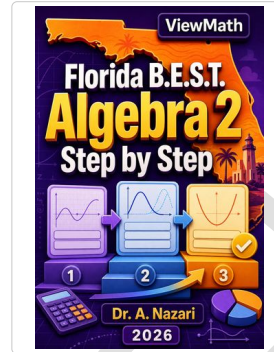 ViewMath
Florida B.E.S.T.
Algebra 2
Step by Step
1 2 3
Dr. A. Nazari
2026